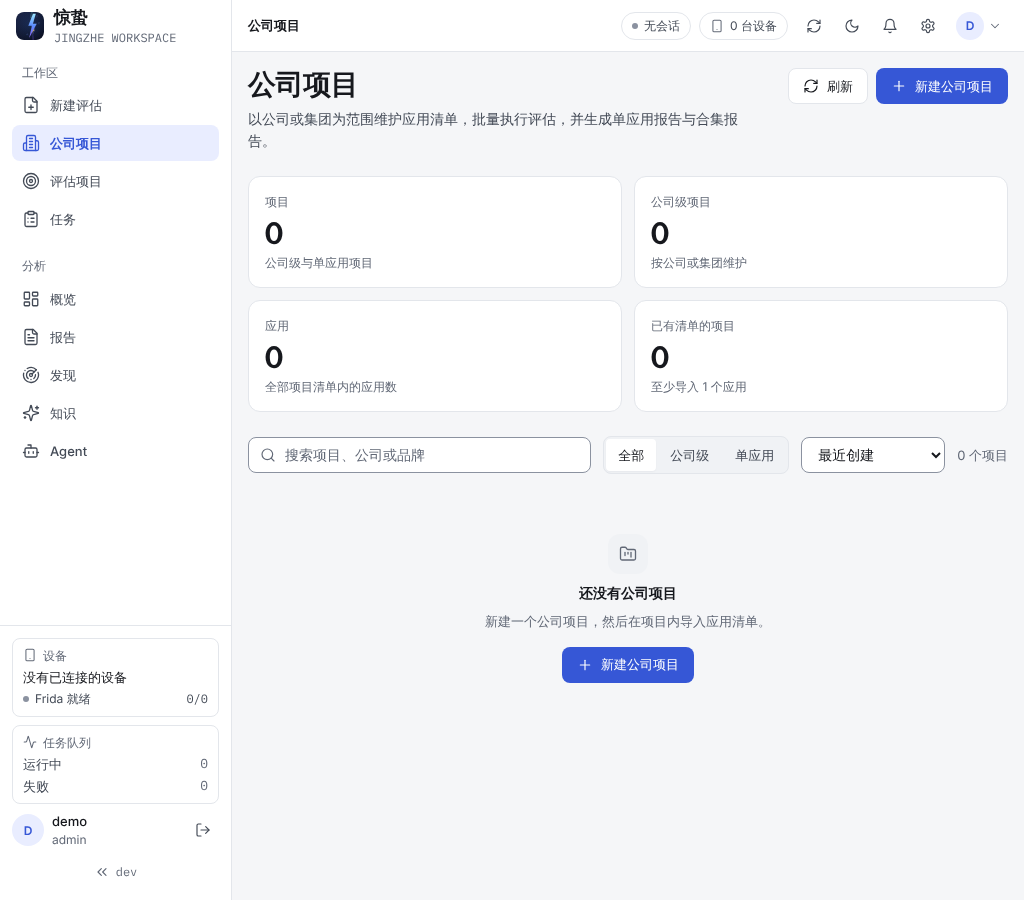 惊蛰
JINGZHE WORKSPACE
工作区
新建评估
公司项目
评估项目
任务
分析
概览
报告
发现
知识
Agent
设备
没有已连接的设备
Frida 就绪 0/0
任务队列
运行中 0
失败 0
D
demo
admin
dev
公司项目
无会话
0 台设备
D
公司项目
刷新
新建公司项目
以公司或集团为范围维护应用清单，批量执行评估，并生成单应用报告与合集报
告。
项目
0
公司级与单应用项目
公司级项目
0
按公司或集团维护
应用
0
全部项目清单内的应用数
已有清单的项目
0
至少导入 1 个应用
搜索项目、公司或品牌
全部 公司级 单应用
最近创建
0 个项目
还没有公司项目
新建一个公司项目，然后在项目内导入应用清单。
新建公司项目